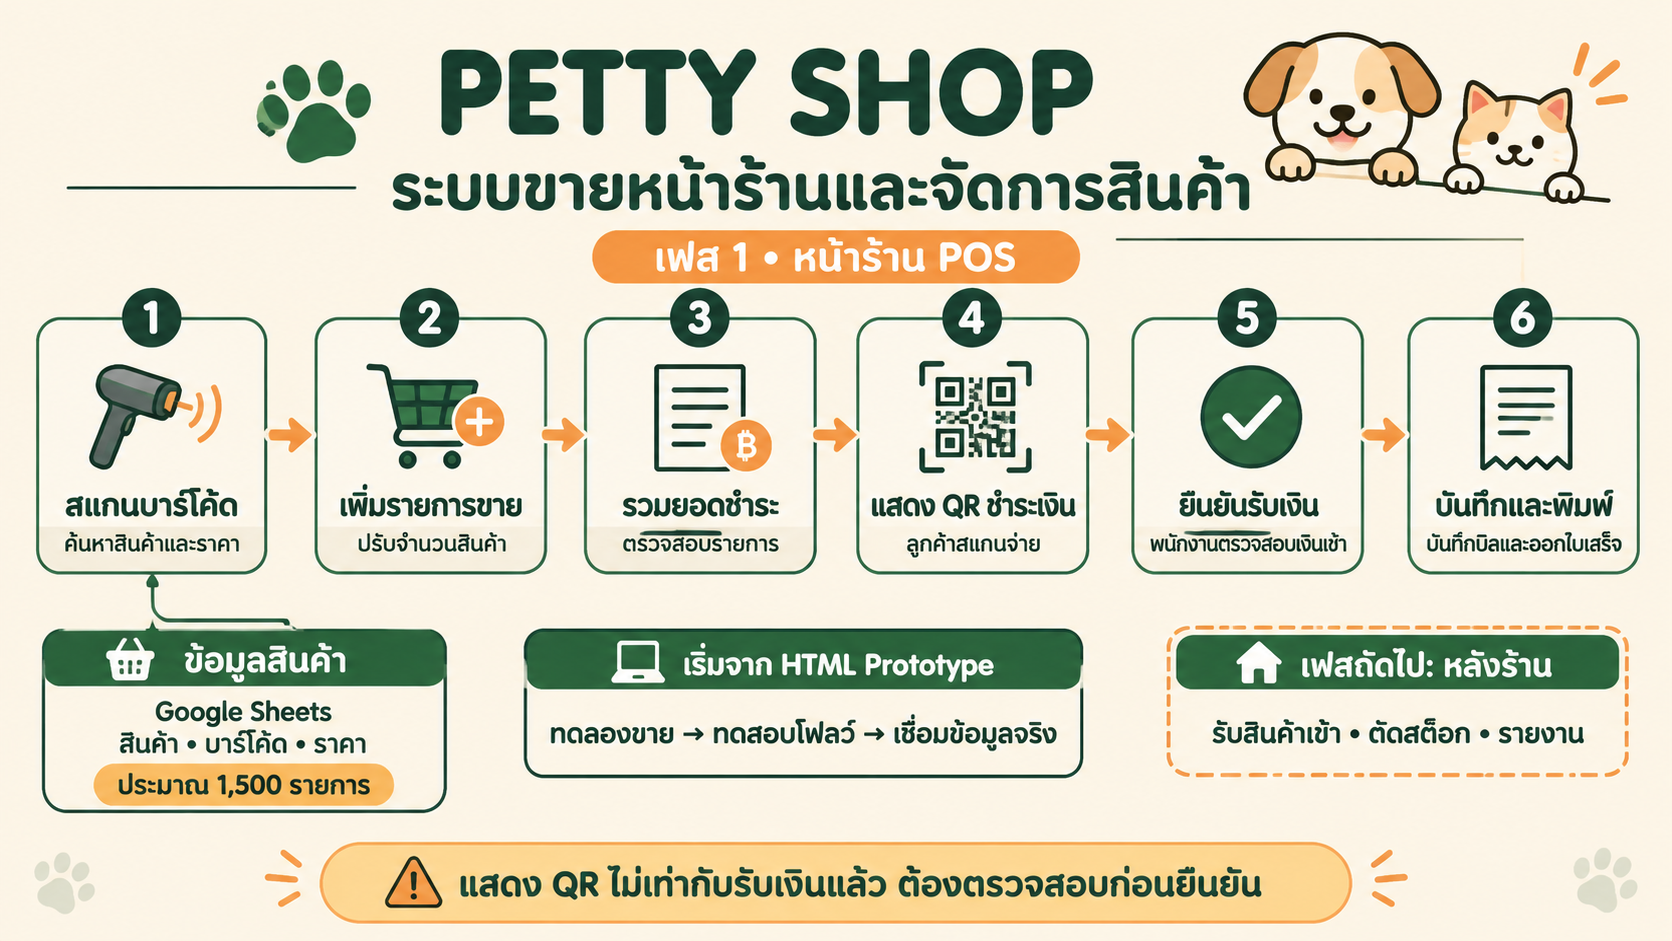 PETTY SHOP
ระบบขายหน้าร้านและจัดการสินค้า
เฟส 1 • หน้าร้าน POS
1
สแกนบาร์โค้ด
ค้นหาสินค้าและราคา
2
เพิ่มรายการขาย
ปรับจำนวนสินค้า
3
฿
รวมยอดชำระ
ตรวจสอบรายการ
4
แสดง QR ชำระเงิน
ลูกค้าสแกนจ่าย
5
ยืนยันรับเงิน
พนักงานตรวจสอบเงินเข้า
6
บันทึกและพิมพ์
บันทึกบิลและออกใบเสร็จ
ข้อมูลสินค้า
Google Sheets
สินค้า • บาร์โค้ด • ราคา
ประมาณ 1,500 รายการ
เริ่มจาก HTML Prototype
ทดลองขาย → ทดสอบโฟลว์ → เชื่อมข้อมูลจริง
เฟสถัดไป: หลังร้าน
รับสินค้าเข้า • ตัดสต็อก • รายงาน
แสดง QR ไม่เท่ากับรับเงินแล้ว ต้องตรวจสอบก่อนยืนยัน